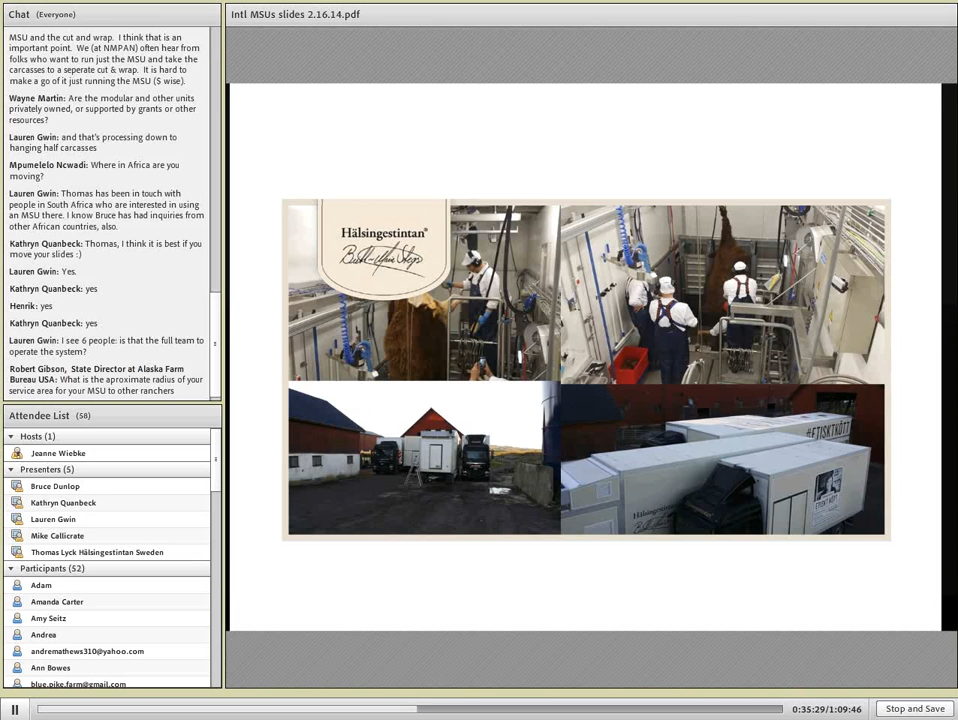 Chat (Everyone)
MSU and the cut and wrap. I think that is an
important point. We (at NMPAN) often hear from
folks who want to run just the MSU and take the
carcasses to a seperate cut & wrap. It is hard to
make a go of it just running the MSU ($ wise).
Wayne Martin: Are the modular and other units
privately owned, or supported by grants or other
resources?
Lauren Gwin: and that's processing down to
hanging half carcasses
Mpumelelo Ncwadi: Where in Africa are you
moving?
Lauren Gwin: Thomas has been in touch with
people in South Africa who are interested in using
an MSU there. I know Bruce has had inquiries from
other African countries, also.
Kathryn Quanbeck: Thomas, I think it is best if you
move your slides :)
Lauren Gwin: Yes.
Kathryn Quanbeck: yes
Henrik: yes
Kathryn Quanbeck: yes
Lauren Gwin: I see 6 people: is that the full team to
operate the system?
Robert Gibson, State Director at Alaska Farm
Bureau USA: What is the aproximate radius of your
service area for your MSU to other ranchers
Attendee List (58)
Hosts (1)
Jeanne Wiebke
Presenters (5)
Bruce Dunlop
Kathryn Quanbeck
Lauren Gwin
Mike Callicrate
Thomas Lyck Hälsingestintan Sweden
Participants (52)
Adam
Amanda Carter
Amy Seitz
Andrea
andremathews310@yahoo.com
Ann Bowes
blue.pike.farm@gmail.com
Intl MSUs slides 2.16.14.pdf
Hälsingestintan®
#ETISKTKÖTT
Hälsingestintan
ETISKT KÖTT
0:35:29/1:09:46
Stop and Save